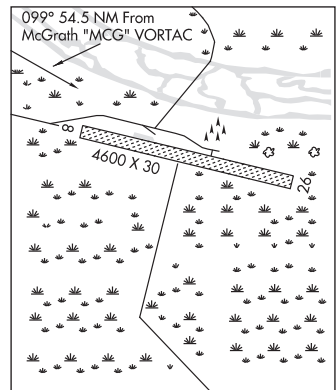 099° 54.5 NM From
McGrath "MCG" VORTAC
8
4600 X 30
26